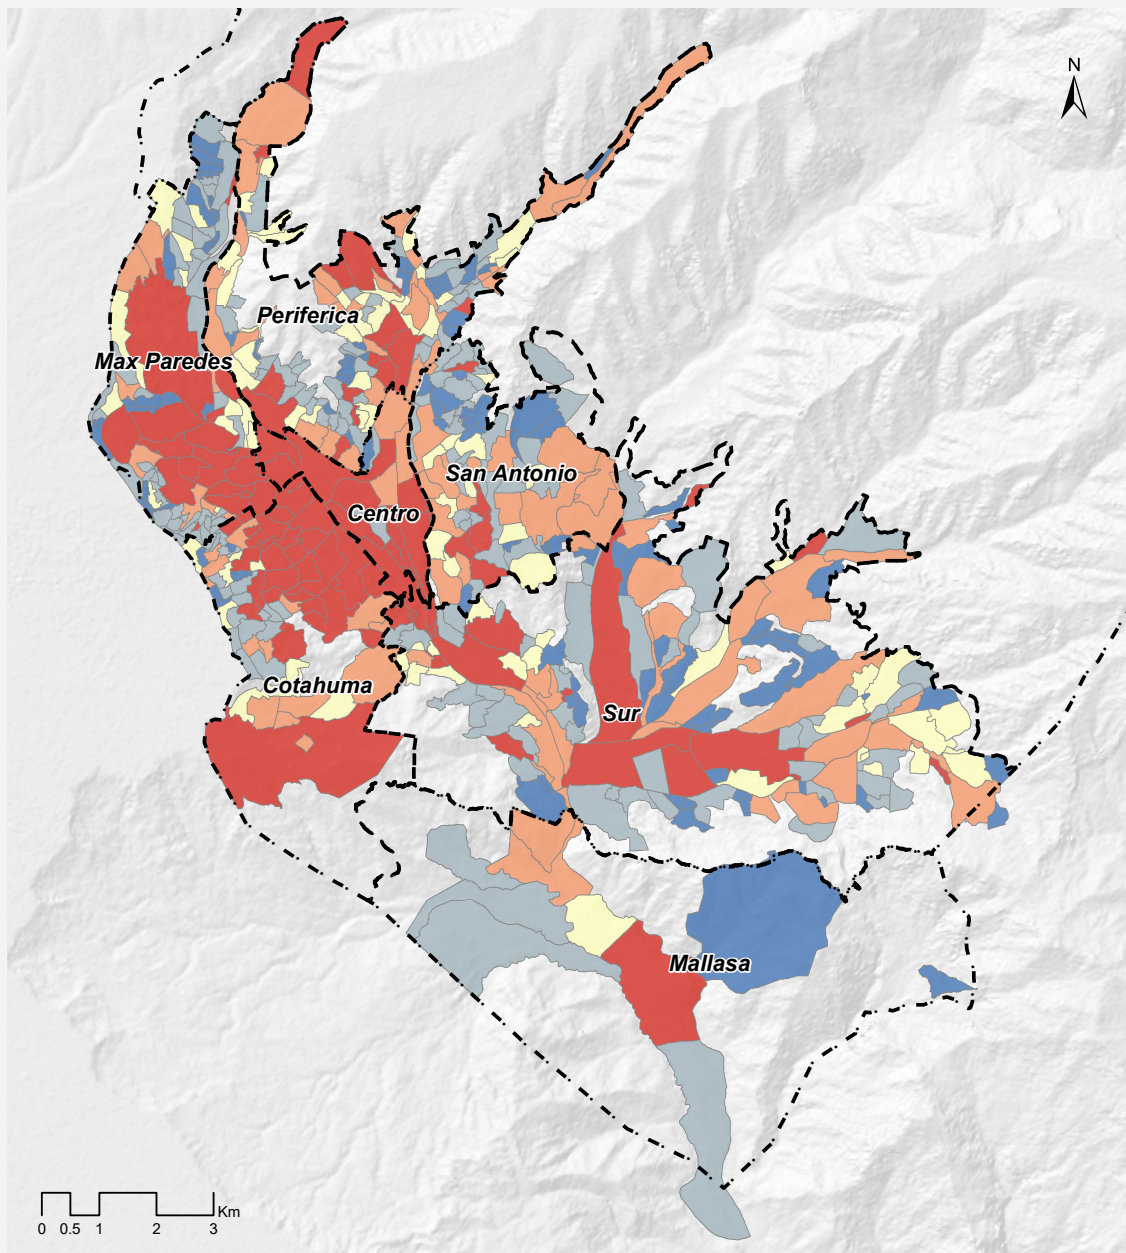 N
Periferica
Max Paredes
San Antonio
Centro
Cotahuma
Sur
Mallasa
Km
0 0.5 1 2 3